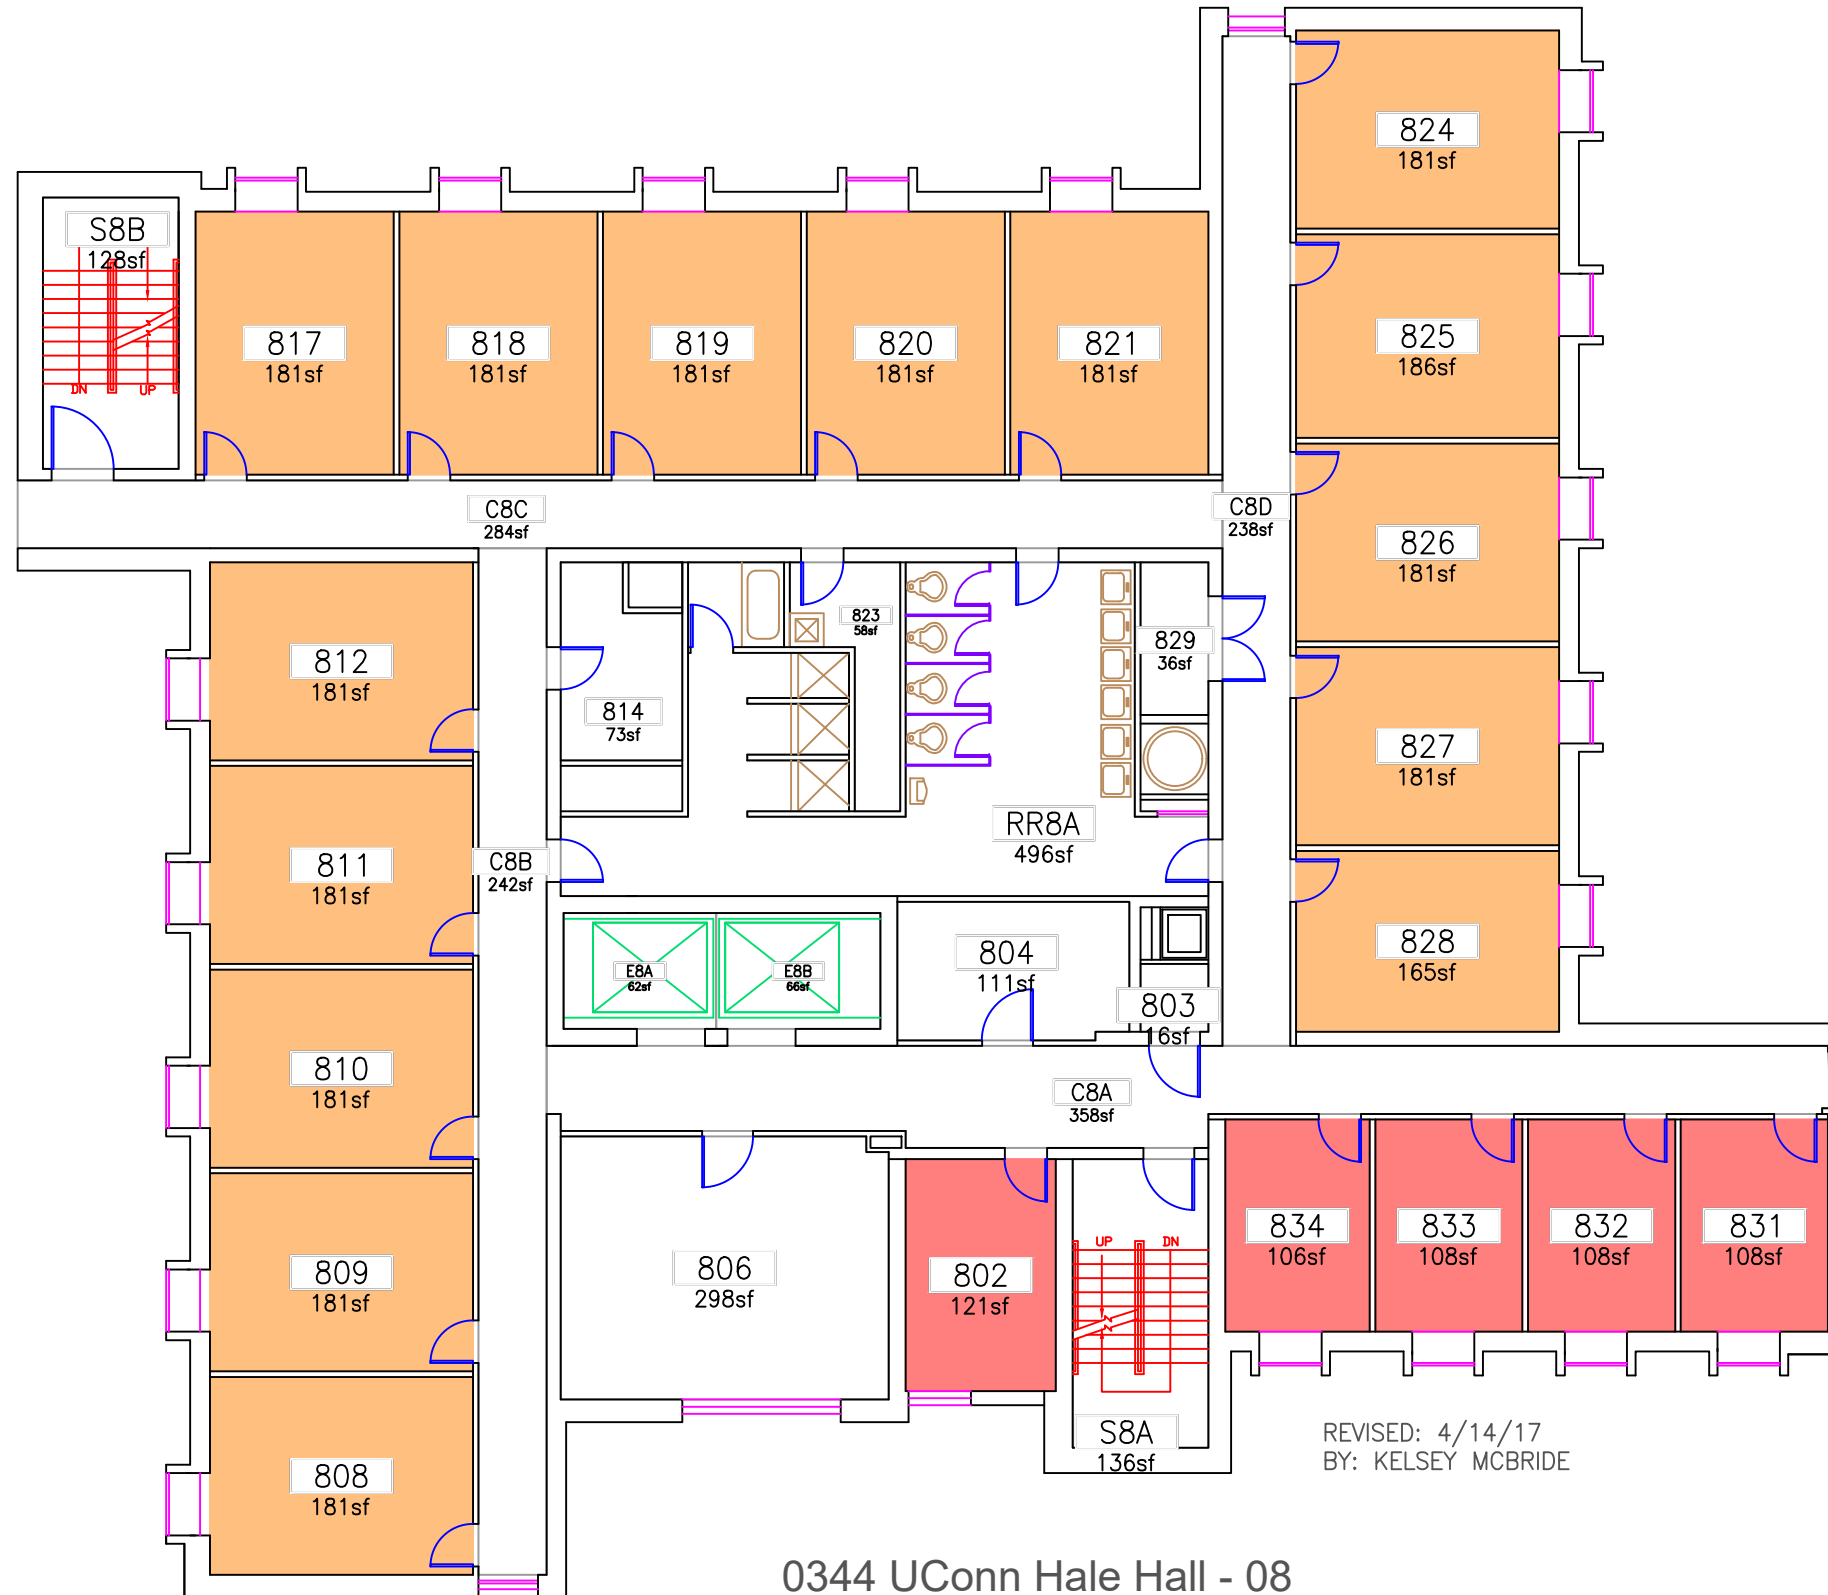 824
181sf
S8B
128sf
DN
UP
817
181sf
818
181sf
819
181sf
820
181sf
821
181sf
825
186sf
C8C
284sf
C8D
238sf
826
181sf
812
181sf
814
73sf
823
58sf
829
36sf
827
181sf
811
181sf
C8B
242sf
RR8A
496sf
E8A
62sf
E8B
66sf
804
111sf
803
16sf
828
165sf
810
181sf
C8A
358sf
809
181sf
806
298sf
802
121sf
UP
DN
834
106sf
833
108sf
832
108sf
831
108sf
808
181sf
S8A
136sf
REVISED: 4/14/17
BY: KELSEY MCBRIDE
0344 UConn Hale Hall - 08